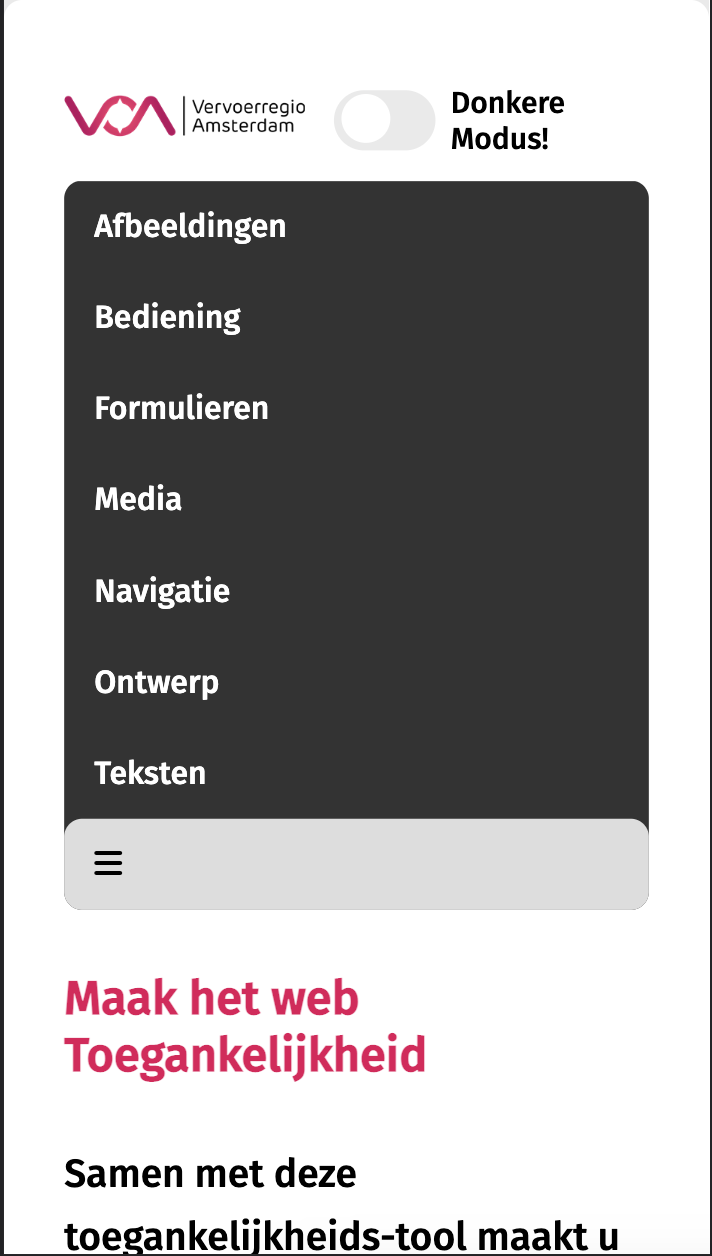 VOA Vervoerregio
Amsterdam
Donkere
Modus!
Afbeeldingen
Bediening
Formulieren
Media
Navigatie
Ontwerp
Teksten
Maak het web
Toegankelijkheid
Samen met deze
toegankelijkheids-tool maakt u